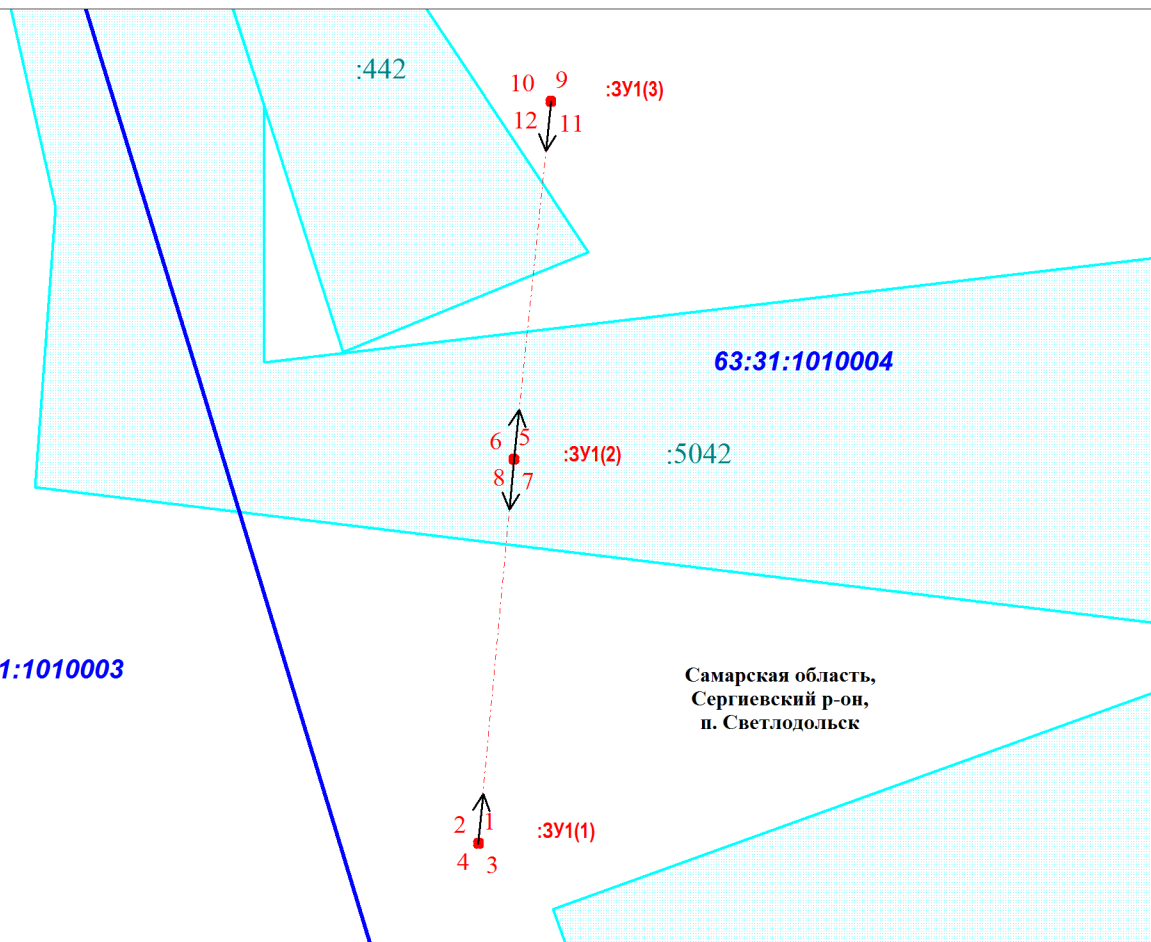 :442
10 9
:ЗУ1(3)
12 11
63:31:1010004
6 5
:ЗУ1(2)
:5042
8 7
1:1010003
Самарская область,
Сергиевский р-он,
п. Светлодольск
2 1
:ЗУ1(1)
4 3